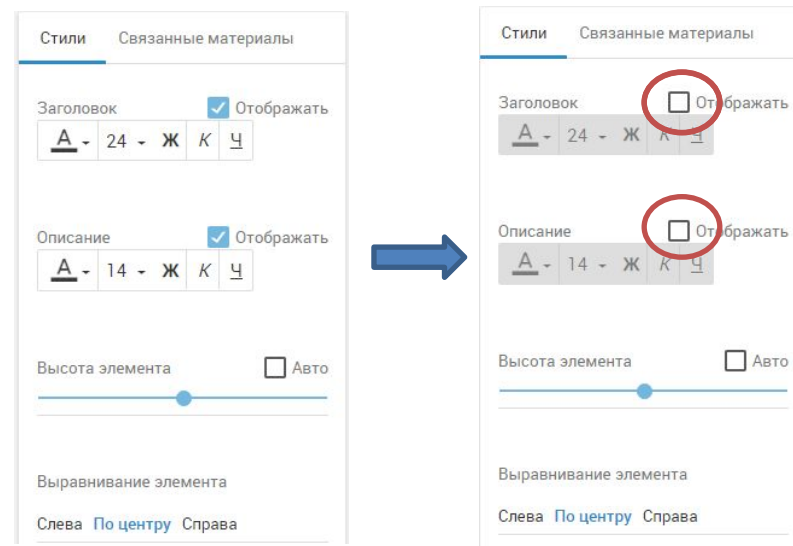 Стили Связанные материалы
Заголовок Отображать
А 24 Ж К Ч
Описание Отображать
А 14 Ж К Ч
Высота элемента Авто
Выравнивание элемента
Слева По центру Справа
Стили Связанные материалы
Заголовок Отображать
А 24 Ж К Ч
Описание Отображать
А 14 Ж К Ч
Высота элемента Авто
Выравнивание элемента
Слева По центру Справа